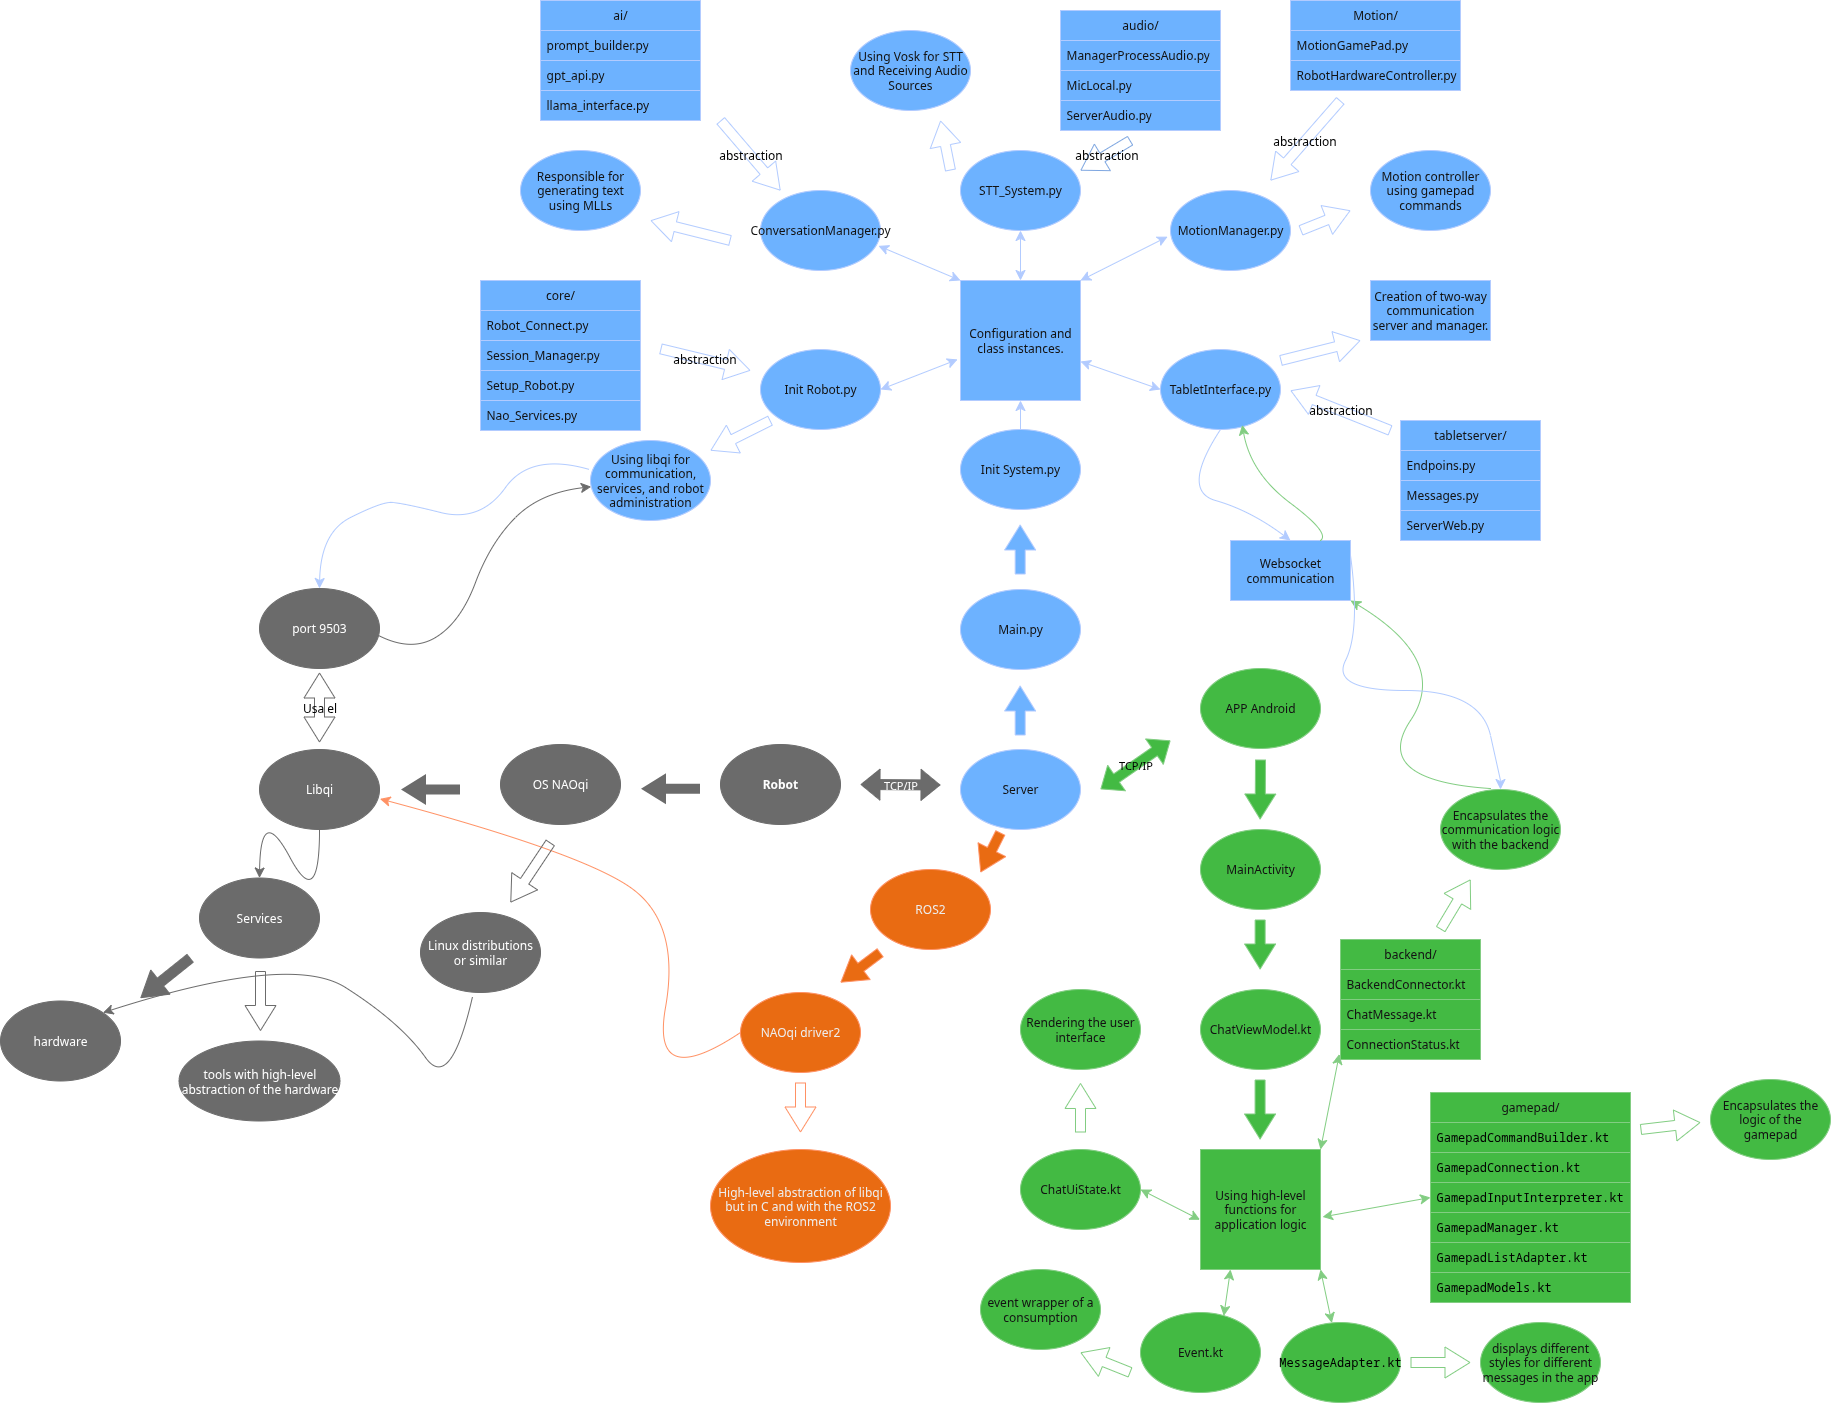 ai/
prompt_builder.py
gpt_api.py
llama_interface.py
Using Vosk for STT
and Receiving Audio
Sources
audio/
ManagerProcessAudio.py
MicLocal.py
ServerAudio.py
Motion/
MotionGamePad.py
RobotHardwareController.py
abstraction
abstraction
abstraction
Responsible for
generating text
using MLLs
ConversationManager.py
STT_System.py
MotionManager.py
Motion controller
using gamepad
commands
core/
Robot_Connect.py
Session_Manager.py
Setup_Robot.py
Nao_Services.py
abstraction
Init Robot.py
Configuration and
class instances.
Creation of two-way
communication
server and manager.
TabletInterface.py
abstraction
tabletserver/
Endpoins.py
Messages.py
ServerWeb.py
Using libqi for
communication,
services, and robot
administration
Init System.py
Websocket
communication
port 9503
Main.py
Usa el
APP Android
Libqi
OS NAOqi
Robot
TCP/IP
Server
TCP/IP
Encapsulates the
communication logic
with the backend
MainActivity
Services
Linux distributions
or similar
ROS2
hardware
tools with high-level
abstraction of the hardware
NAOqi driver2
Rendering the user
interface
ChatViewModel.kt
backend/
BackendConnector.kt
ChatMessage.kt
ConnectionStatus.kt
High-level abstraction of libqi
but in C and with the ROS2
environment
ChatUiState.kt
Using high-level
functions for
application logic
gamepad/
GamepadCommandBuilder.kt
GamepadConnection.kt
GamepadInputInterpreter.kt
GamepadManager.kt
GamepadListAdapter.kt
GamepadModels.kt
Encapsulates the
logic of the
gamepad
event wrapper of a
consumption
Event.kt
MessageAdapter.kt
displays different
styles for different
messages in the app